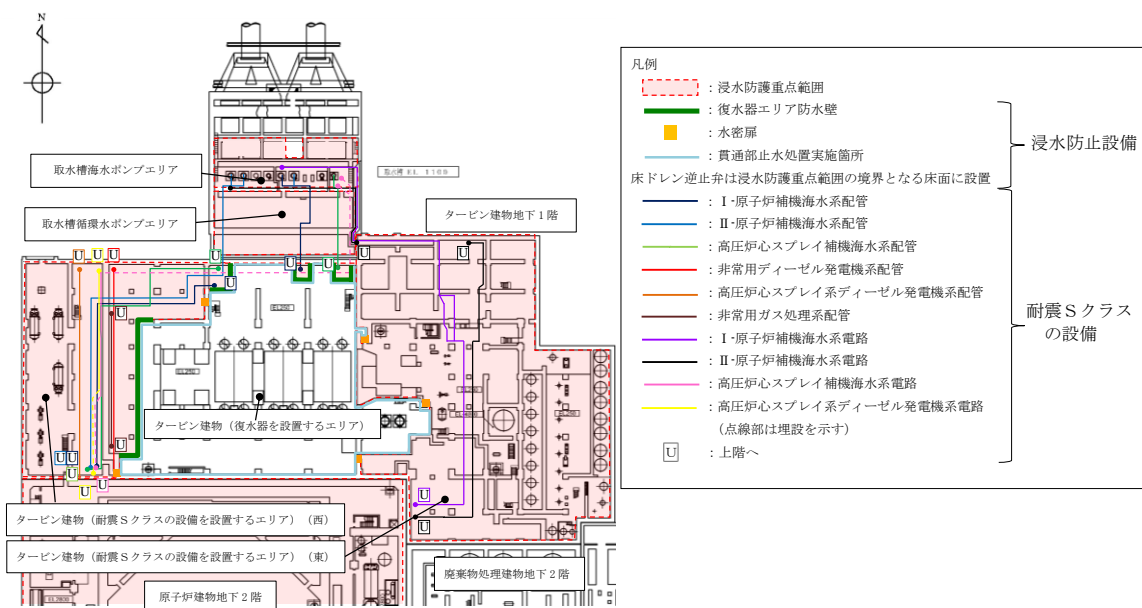 N
取水槽海水ポンプエリア
取水槽 EL 1100
取水槽循環水ポンプエリア
タービン建物地下1階
U
U
U
U
U
U
U
U
U
U
EL250
EL250
タービン建物(復水器を設置するエリア)
EL250
U
U
U
U
U
U
U
U
U
タービン建物(耐震Sクラスの設備を設置するエリア)(西)
タービン建物(耐震Sクラスの設備を設置するエリア)(東)
廃棄物処理建物地下2階
原子炉建物地下2階
凡例
:浸水防護重点範囲
:復水器エリア防水壁
:水密扉
:貫通部止水処置実施箇所
床ドレン逆止弁は浸水防護重点範囲の境界となる床面に設置
浸水防止設備
:Ⅰ-原子炉補機海水系配管
:Ⅱ-原子炉補機海水系配管
:高圧炉心スプレイ補機海水系配管
:非常用ディーゼル発電機系配管
:高圧炉心スプレイ系ディーゼル発電機系配管
:非常用ガス処理系配管
:Ⅰ-原子炉補機海水系電路
:Ⅱ-原子炉補機海水系電路
:高圧炉心スプレイ補機海水系電路
:高圧炉心スプレイ系ディーゼル発電機系電路
(点線部は埋設を示す)
U :上階へ
耐震Sクラス
の設備